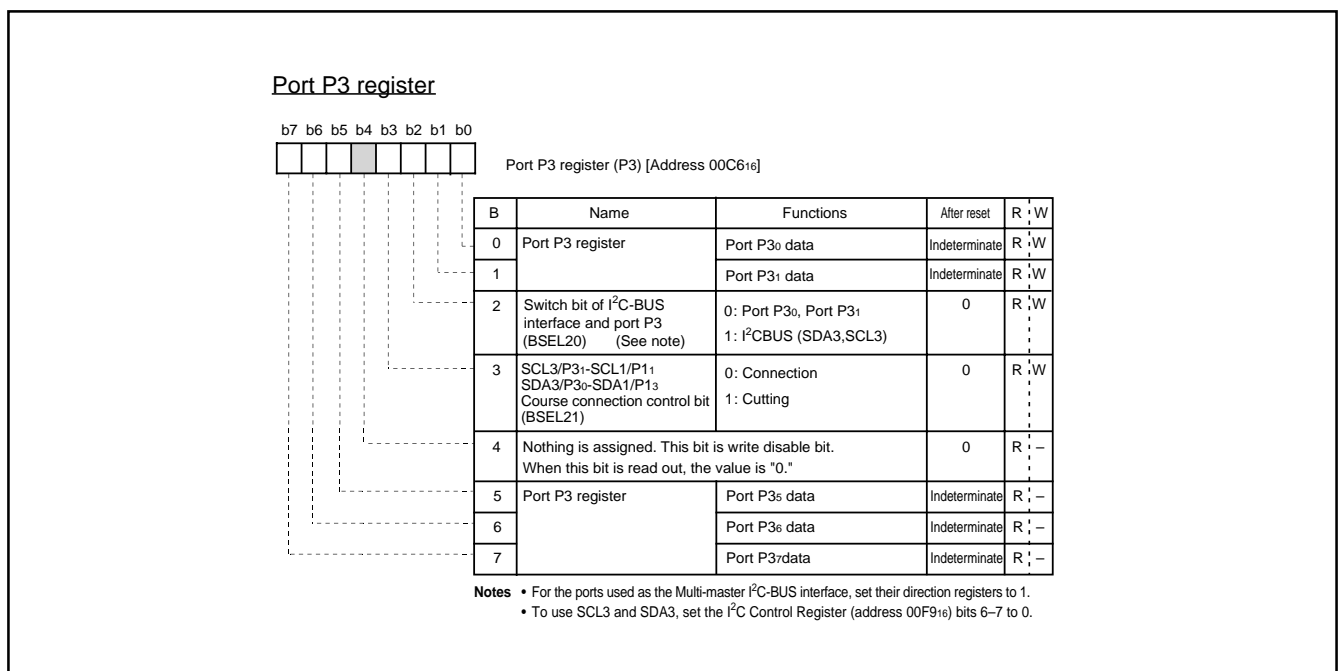 Port P3 register
b7 b6 b5 b4 b3 b2 b1 b0
Port P3 register (P3) [Address 00C616]
B Name Functions After reset R W
0 Port P3 register Port P30 data Indeterminate R W
1 Port P31 data Indeterminate R W
2 Switch bit of I2C-BUS
interface and port P3
(BSEL20) (See note)
0: Port P30, Port P31
1: I2CBUS (SDA3,SCL3)
0 R W
3 SCL3/P31-SCL1/P11
SDA3/P30-SDA1/P13
Course connection control bit
(BSEL21)
0: Connection
1: Cutting
0 R W
4 Nothing is assigned. This bit is write disable bit.
When this bit is read out, the value is "0."
0 R –
5 Port P3 register Port P35 data Indeterminate R –
6 Port P36 data Indeterminate R –
7 Port P37data Indeterminate R –
Notes • For the ports used as the Multi-master I2C-BUS interface, set their direction registers to 1.
• To use SCL3 and SDA3, set the I2C Control Register (address 00F916) bits 6–7 to 0.